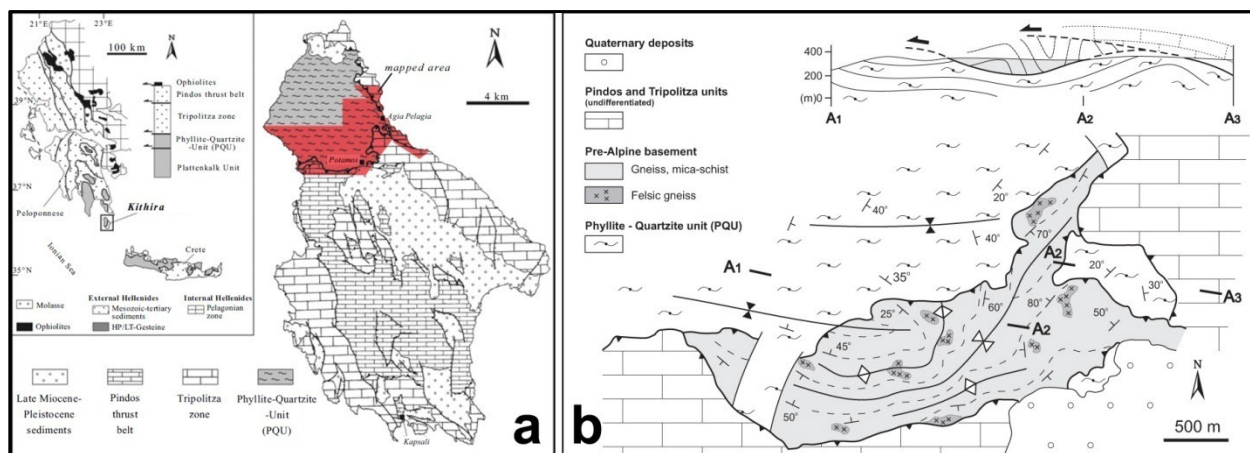 21°E
23°E
100 km
N
Ophiolites
Pindos thrust belt
Tripolitza
zone
Phyllite-Quartzite
-Unit (PQU)
Plattenkalk Unit
39°N
37°N
35°N
Peloponnese
Kithira
Ionian Sea
Crete
Molasse
Ophiolites
External Hellenides
Mesozoic-tertiary
sediments
HP/LT-Gesteine
Internal Hellenides
Pelagonian
zone
mapped area
N
4 km
Agia Pelagia
Potamos
Kapsali
Late Miocene-
Pleistocene
sediments
Pindos
thrust
belt
Tripolitza
zone
Phyllite-Quartzite
-Unit
(PQU)
a
Quaternary deposits
Pindos and Tripolitza units
(undifferentiated)
Pre-Alpine basement
Gneiss, mica-schist
Felsic gneiss
Phyllite - Quartzite unit (PQU)
400
200
(m)0
0
A1
A2
A3
40°
20°
40°
70°
A1
35°
A2
20°
A3
30°
25°
60°
80°
50°
A2
45°
50°
N
500 m
b